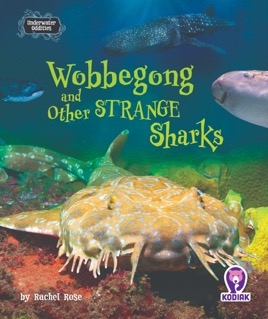 Underwater
Oddities
Wobbegong
and
Other STRANGE
Sharks
by Rachel Rose
KODIAK